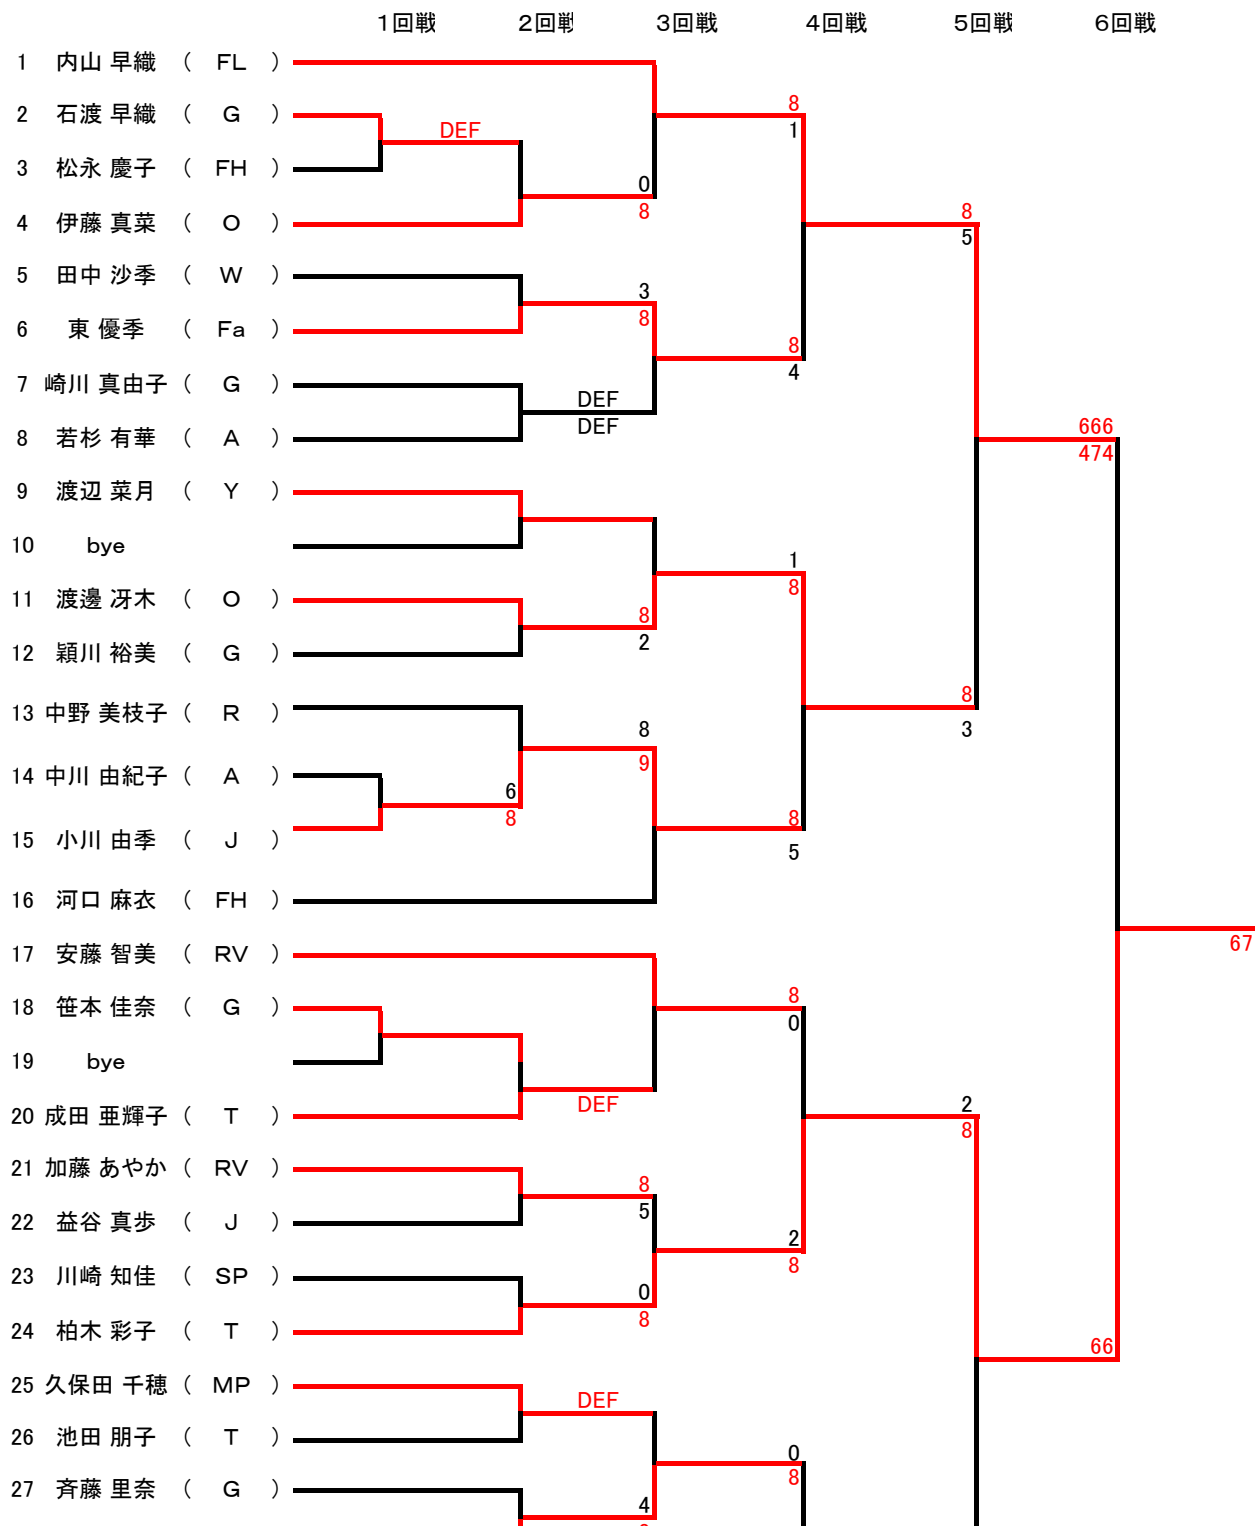 1回戦 2回戦 3回戦 4回戦 5回戦 6回戦
1 内山 早織 ( FL )
8
2 石渡 早織 ( G )
DEF
1
3 松永 慶子 ( FH )
0
8
8
4 伊藤 真菜 ( O )
5
5 田中 沙季 ( W )
3
8
6 東 優季 ( Fa )
8
4
7 崎川 真由子 ( G )
DEF
DEF
666
8 若杉 有華 ( A )
474
9 渡辺 菜月 ( Y )
10 bye
1
8
11 渡邊 冴木 ( O )
8
2
12 穎川 裕美 ( G )
8
13 中野 美枝子 ( R )
8
3
9
14 中川 由紀子 ( A )
6
8
8
15 小川 由季 ( J )
5
16 河口 麻衣 ( FH )
67
17 安藤 智美 ( RV )
8
18 笹本 佳奈 ( G )
0
19 bye
DEF
2
20 成田 亜輝子 ( T )
8
21 加藤 あやか ( RV )
8
5
22 益谷 真歩 ( J )
2
8
23 川崎 知佳 ( SP )
0
8
24 柏木 彩子 ( T )
66
25 久保田 千穂 ( MP )
DEF
26 池田 朋子 ( T )
0
8
27 斉藤 里奈 ( G )
4